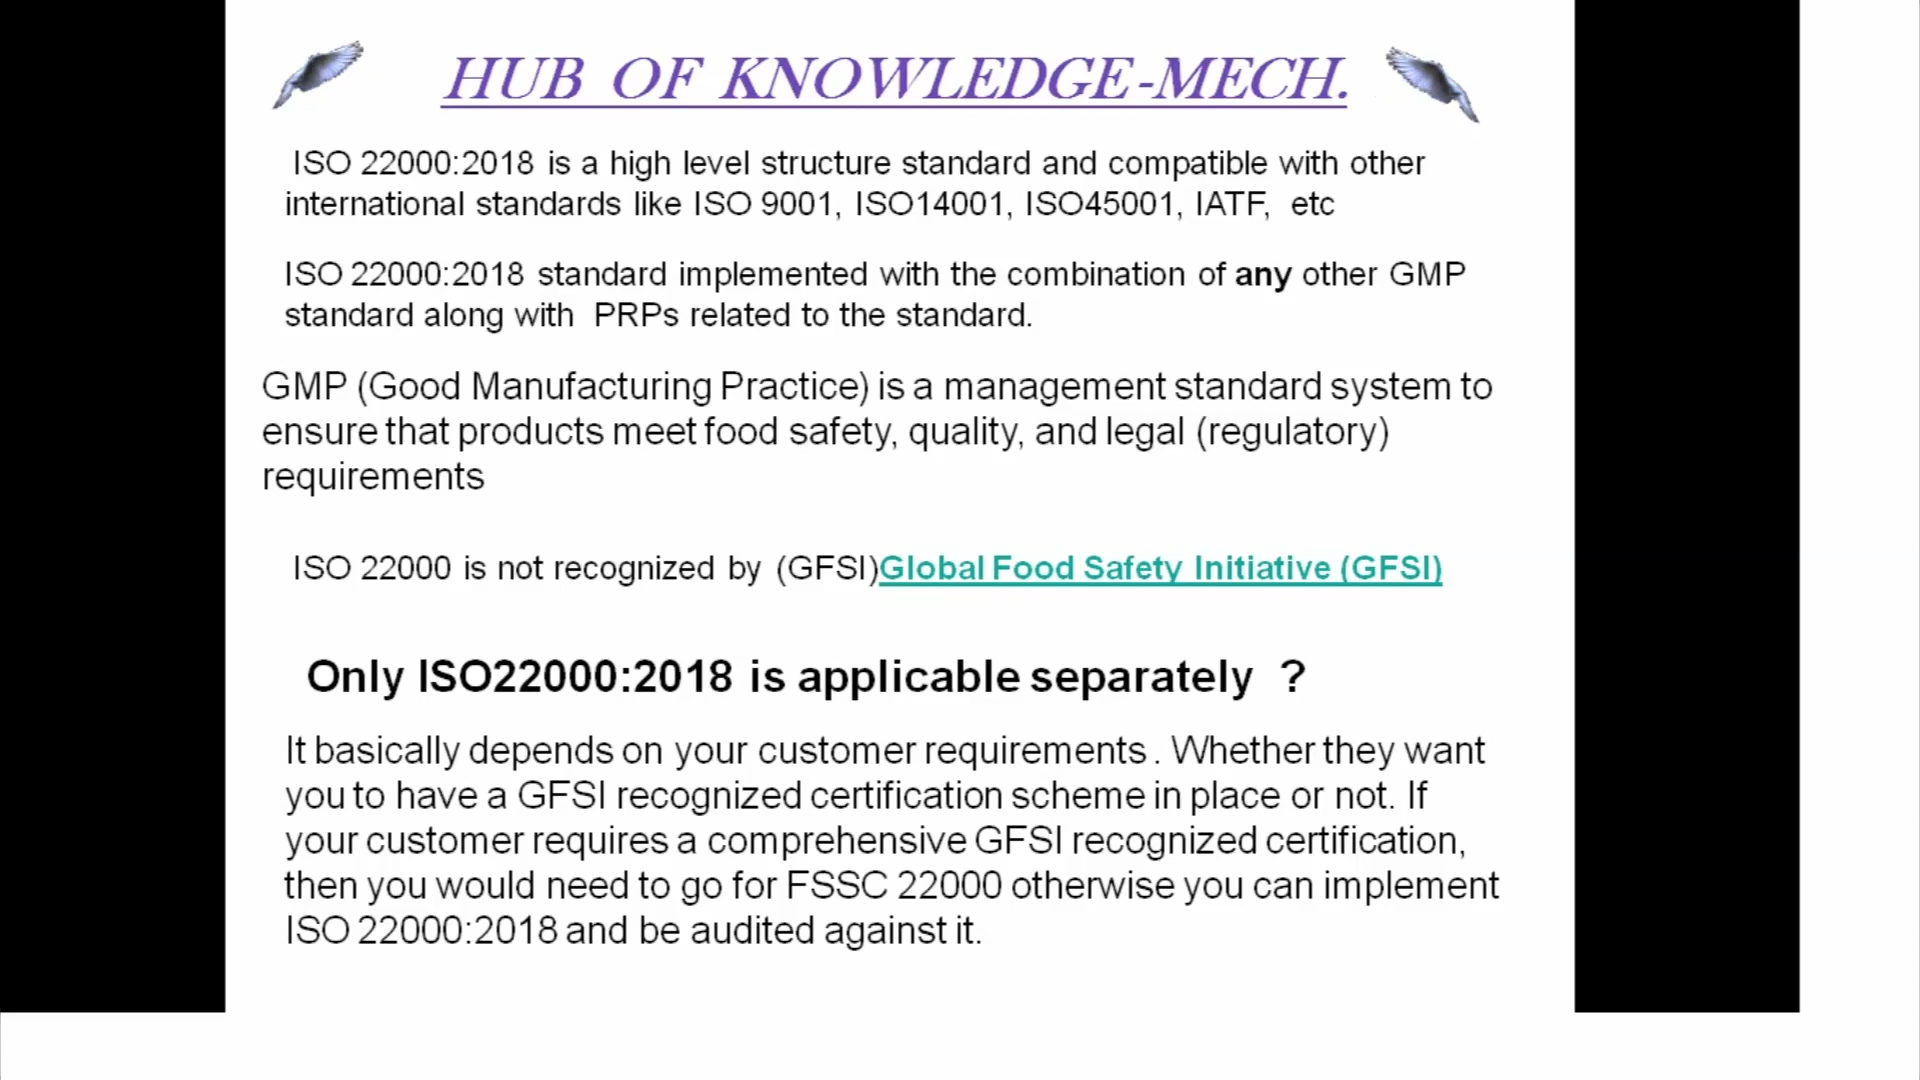 HUB OF KNOWLEDGE-MECH.
ISO 22000:2018 is a high level structure standard and compatible with other
international standards like ISO 9001, ISO14001, ISO45001, IATF, etc
ISO 22000:2018 standard implemented with the combination of any other GMP
standard along with PRPs related to the standard.
GMP (Good Manufacturing Practice) is a management standard system to
ensure that products meet food safety, quality, and legal (regulatory)
requirements
ISO 22000 is not recognized by (GFSI)Global Food Safety Initiative (GFSI)
Only ISO22000:2018 is applicable separately ?
It basically depends on your customer requirements . Whether they want
you to have a GFSI recognized certification scheme in place or not. If
your customer requires a comprehensive GFSI recognized certification,
then you would need to go for FSSC 22000 otherwise you can implement
ISO 22000:2018 and be audited against it.